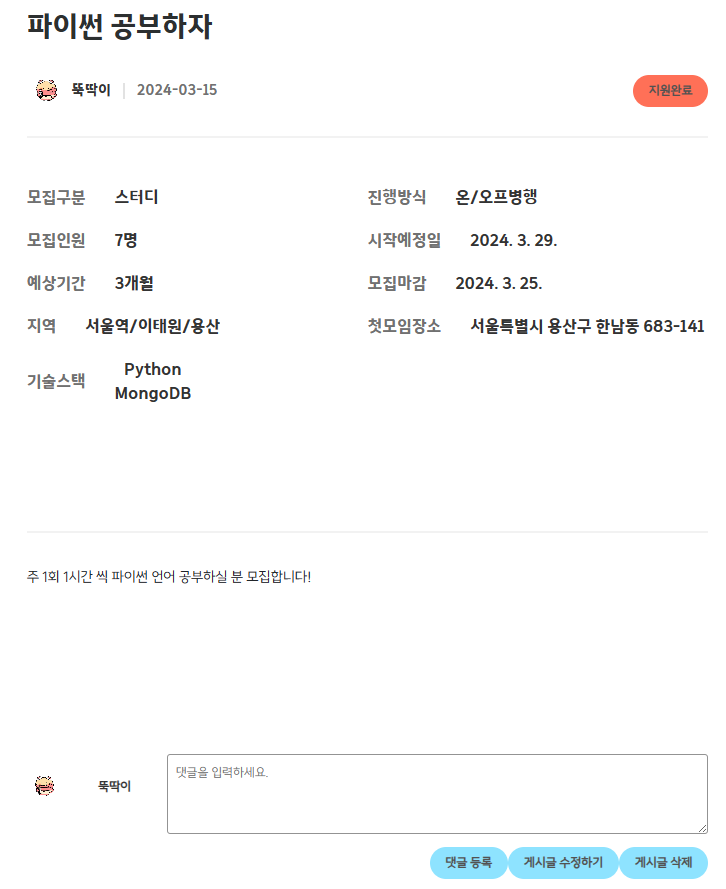 파이썬 공부하자
뚝딱이 | 2024-03-15 지원완료
모집구분 스터디 진행방식 온/오프병행
모집인원 7명 시작예정일 2024. 3. 29.
예상기간 3개월 모집마감 2024. 3. 25.
지역 서울역/이태원/용산 첫모임장소 서울특별시 용산구 한남동 683-141
기술스택 Python
MongoDB
주 1회 1시간 씩 파이썬 언어 공부하실 분 모집합니다!
뚝딱이 댓글을 입력하세요.
댓글 등록 게시글 수정하기 게시글 삭제